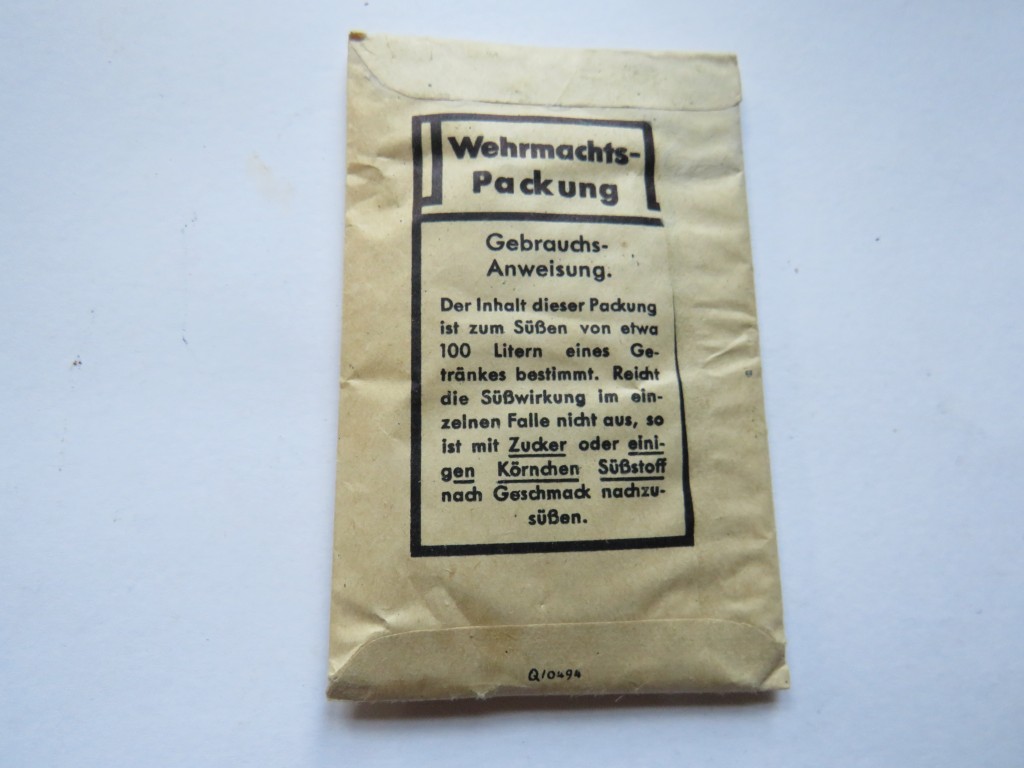 Wehrmachts-
Packung
Gebrauchs-
Anweisung.
Der Inhalt dieser Packung
ist zum Süßen von etwa
100 Litern eines Ge-
tränkes bestimmt. Reicht
die Süßwirkung im ein-
zelnen Falle nicht aus, so
ist mit Zucker oder eini-
gen Körnchen Süßstoff
nach Geschmack nachzu-
süßen.
Q10494